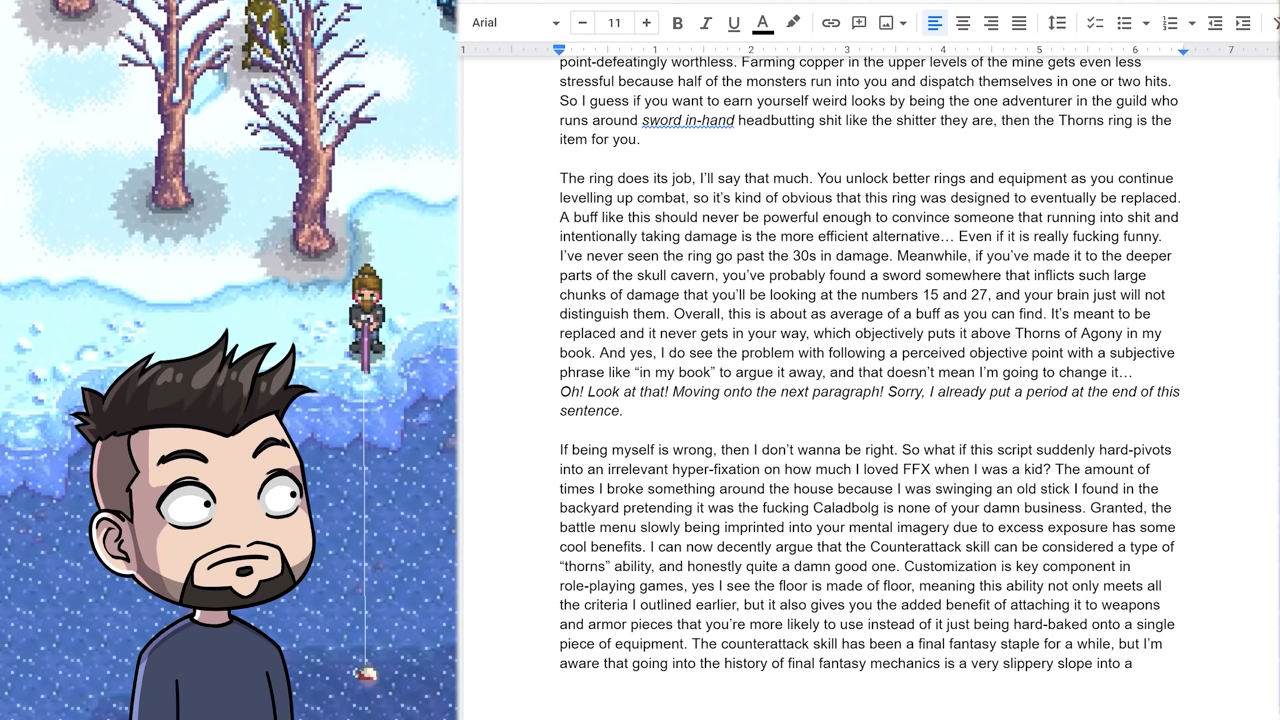 Arial
11
1 1 2 3 4 5 6 7
point-defeatingly worthless. Farming copper in the upper levels of the mine gets even less
stressful because half of the monsters run into you and dispatch themselves in one or two hits.
So I guess if you want to earn yourself weird looks by being the one adventurer in the guild who
runs around sword in-hand headbutting shit like the shitter they are, then the Thorns ring is the
item for you.
The ring does its job, I’ll say that much. You unlock better rings and equipment as you continue
levelling up combat, so it’s kind of obvious that this ring was designed to eventually be replaced.
A buff like this should never be powerful enough to convince someone that running into shit and
intentionally taking damage is the more efficient alternative… Even if it is really fucking funny.
I’ve never seen the ring go past the 30s in damage. Meanwhile, if you’ve made it to the deeper
parts of the skull cavern, you’ve probably found a sword somewhere that inflicts such large
chunks of damage that you’ll be looking at the numbers 15 and 27, and your brain just will not
distinguish them. Overall, this is about as average of a buff as you can find. It’s meant to be
replaced and it never gets in your way, which objectively puts it above Thorns of Agony in my
book. And yes, I do see the problem with following a perceived objective point with a subjective
phrase like “in my book” to argue it away, and that doesn’t mean I’m going to change it…
Oh! Look at that! Moving onto the next paragraph! Sorry, I already put a period at the end of this
sentence.
If being myself is wrong, then I don’t wanna be right. So what if this script suddenly hard-pivots
into an irrelevant hyper-fixation on how much I loved FFX when I was a kid? The amount of
times I broke something around the house because I was swinging an old stick I found in the
backyard pretending it was the fucking Caladbolg is none of your damn business. Granted, the
battle menu slowly being imprinted into your mental imagery due to excess exposure has some
cool benefits. I can now decently argue that the Counterattack skill can be considered a type of
“thorns” ability, and honestly quite a damn good one. Customization is key component in
role-playing games, yes I see the floor is made of floor, meaning this ability not only meets all
the criteria I outlined earlier, but it also gives you the added benefit of attaching it to weapons
and armor pieces that you’re more likely to use instead of it just being hard-baked onto a single
piece of equipment. The counterattack skill has been a final fantasy staple for a while, but I’m
aware that going into the history of final fantasy mechanics is a very slippery slope into a